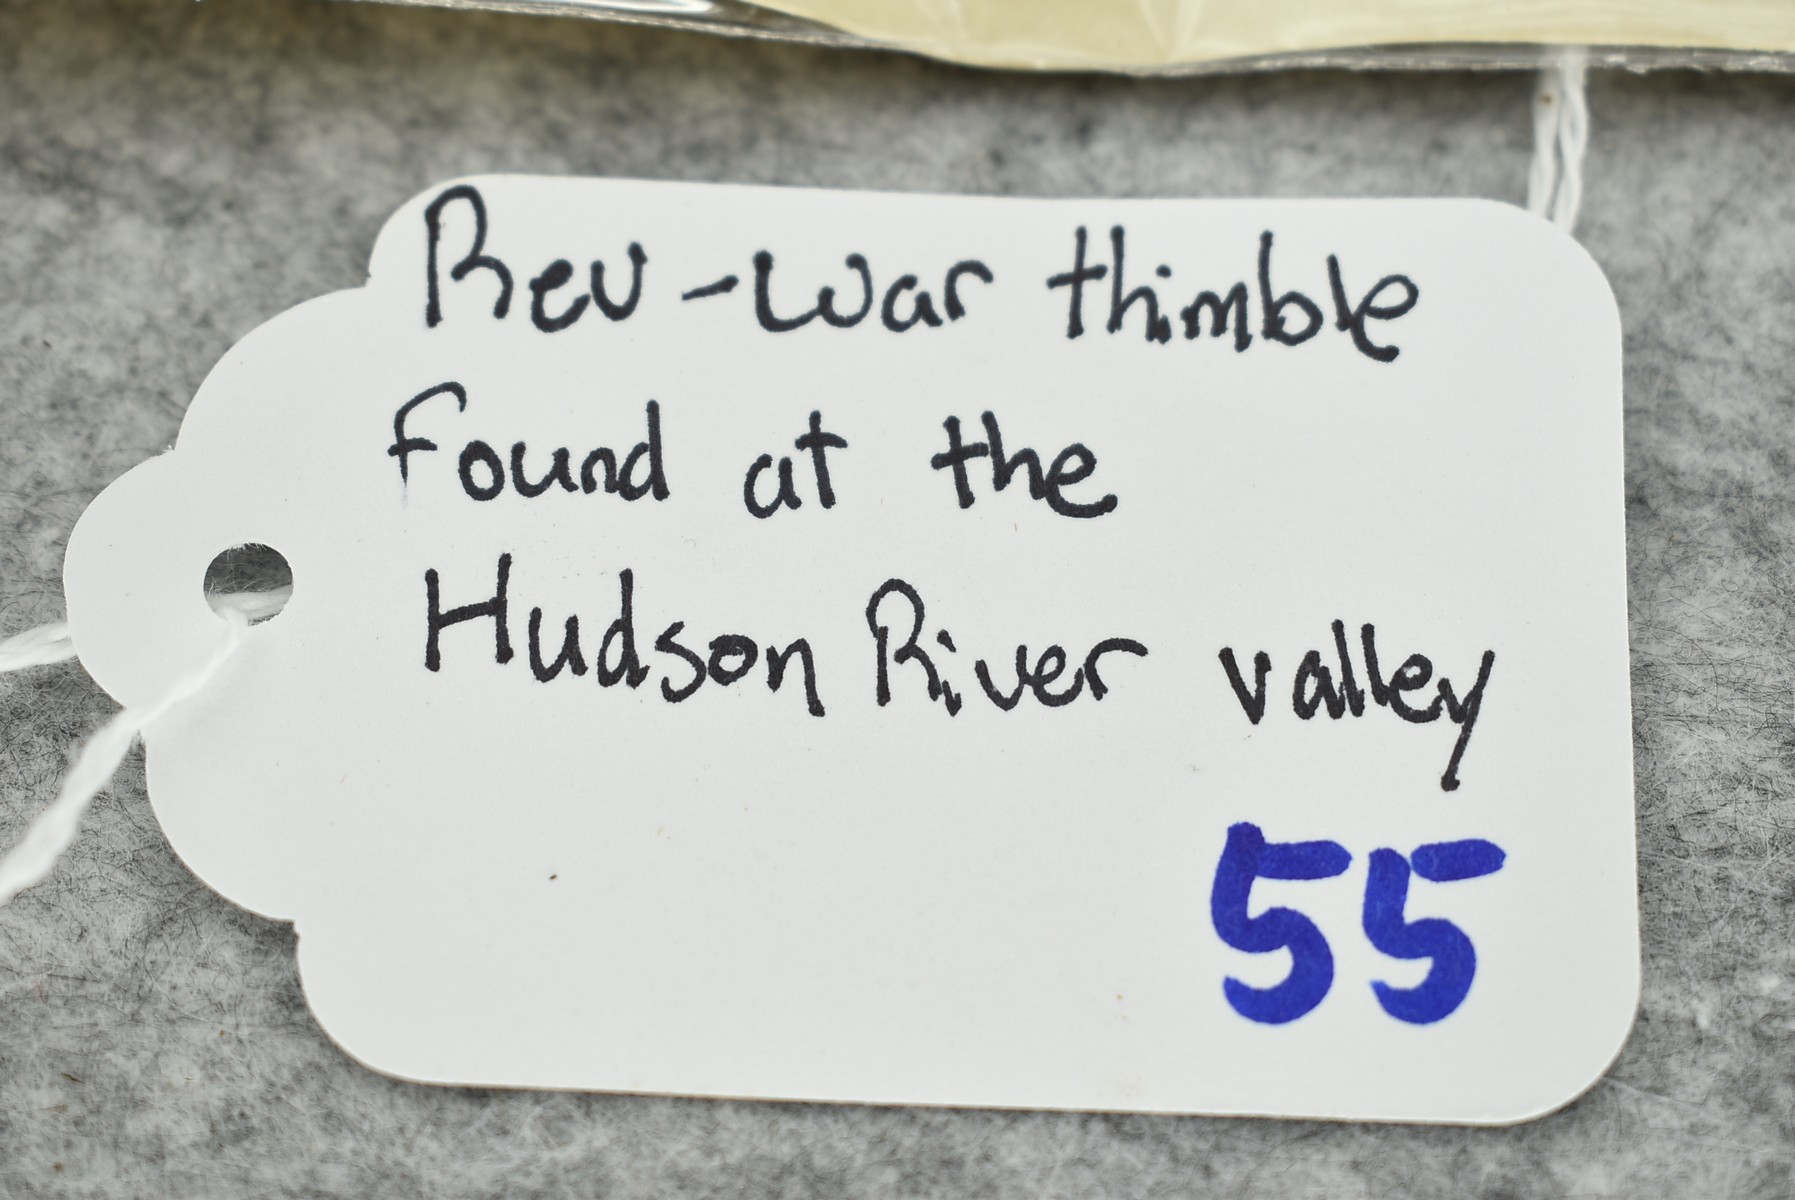 Rev-war thimble
found at the
Hudson River valley
55